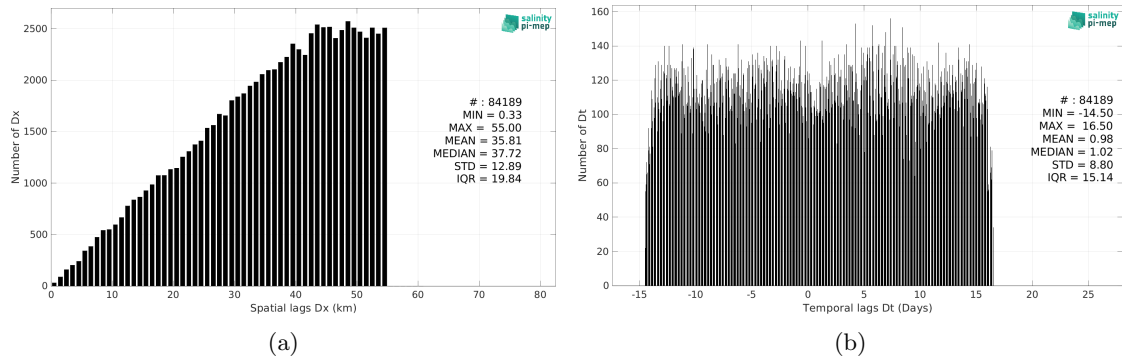 salinity
pi-mep
2500
2000
1500
1000
500
0
Number of Dx
# : 84189
MIN = 0.33
MAX = 55.00
MEAN = 35.81
MEDIAN = 37.72
STD = 12.89
IQR = 19.84
0 10 20 30 40 50 60 70 80
Spatial lags Dx (km)
(a)
salinity
pi-mep
160
140
120
100
80
60
40
20
0
Number of Dt
# : 84189
MIN = -14.50
MAX = 16.50
MEAN = 0.98
MEDIAN = 1.02
STD = 8.80
IQR = 15.14
-15 -10 -5 0 5 10 15 20 25
Temporal lags Dt (Days)
(b)